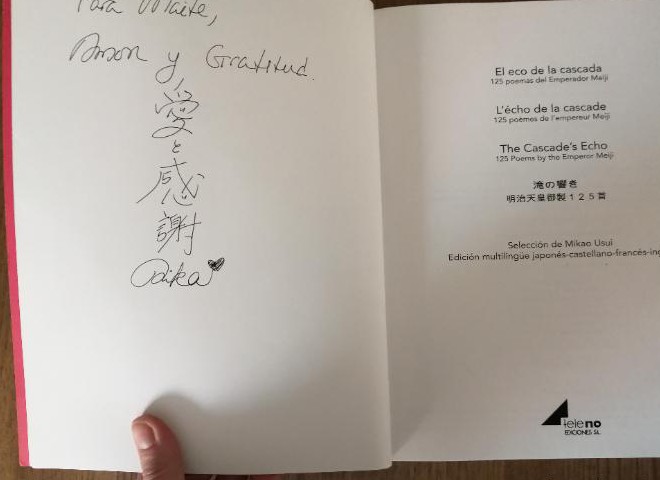 Para Maite,
Amor y Gratitud.
愛
と
感
謝
El eco de la cascada
125 poemas del Emperador Meiji
L'écho de la cascade
125 poèmes de l'empereur Meiji
The Cascade's Echo
125 Poems by the Emperor Meiji
滝の響き
明治天皇御製125首
Selección de Mikao Usui
Edición multilingüe japonés-castellano-francés-ing
teleno
EDICIONES S.L.